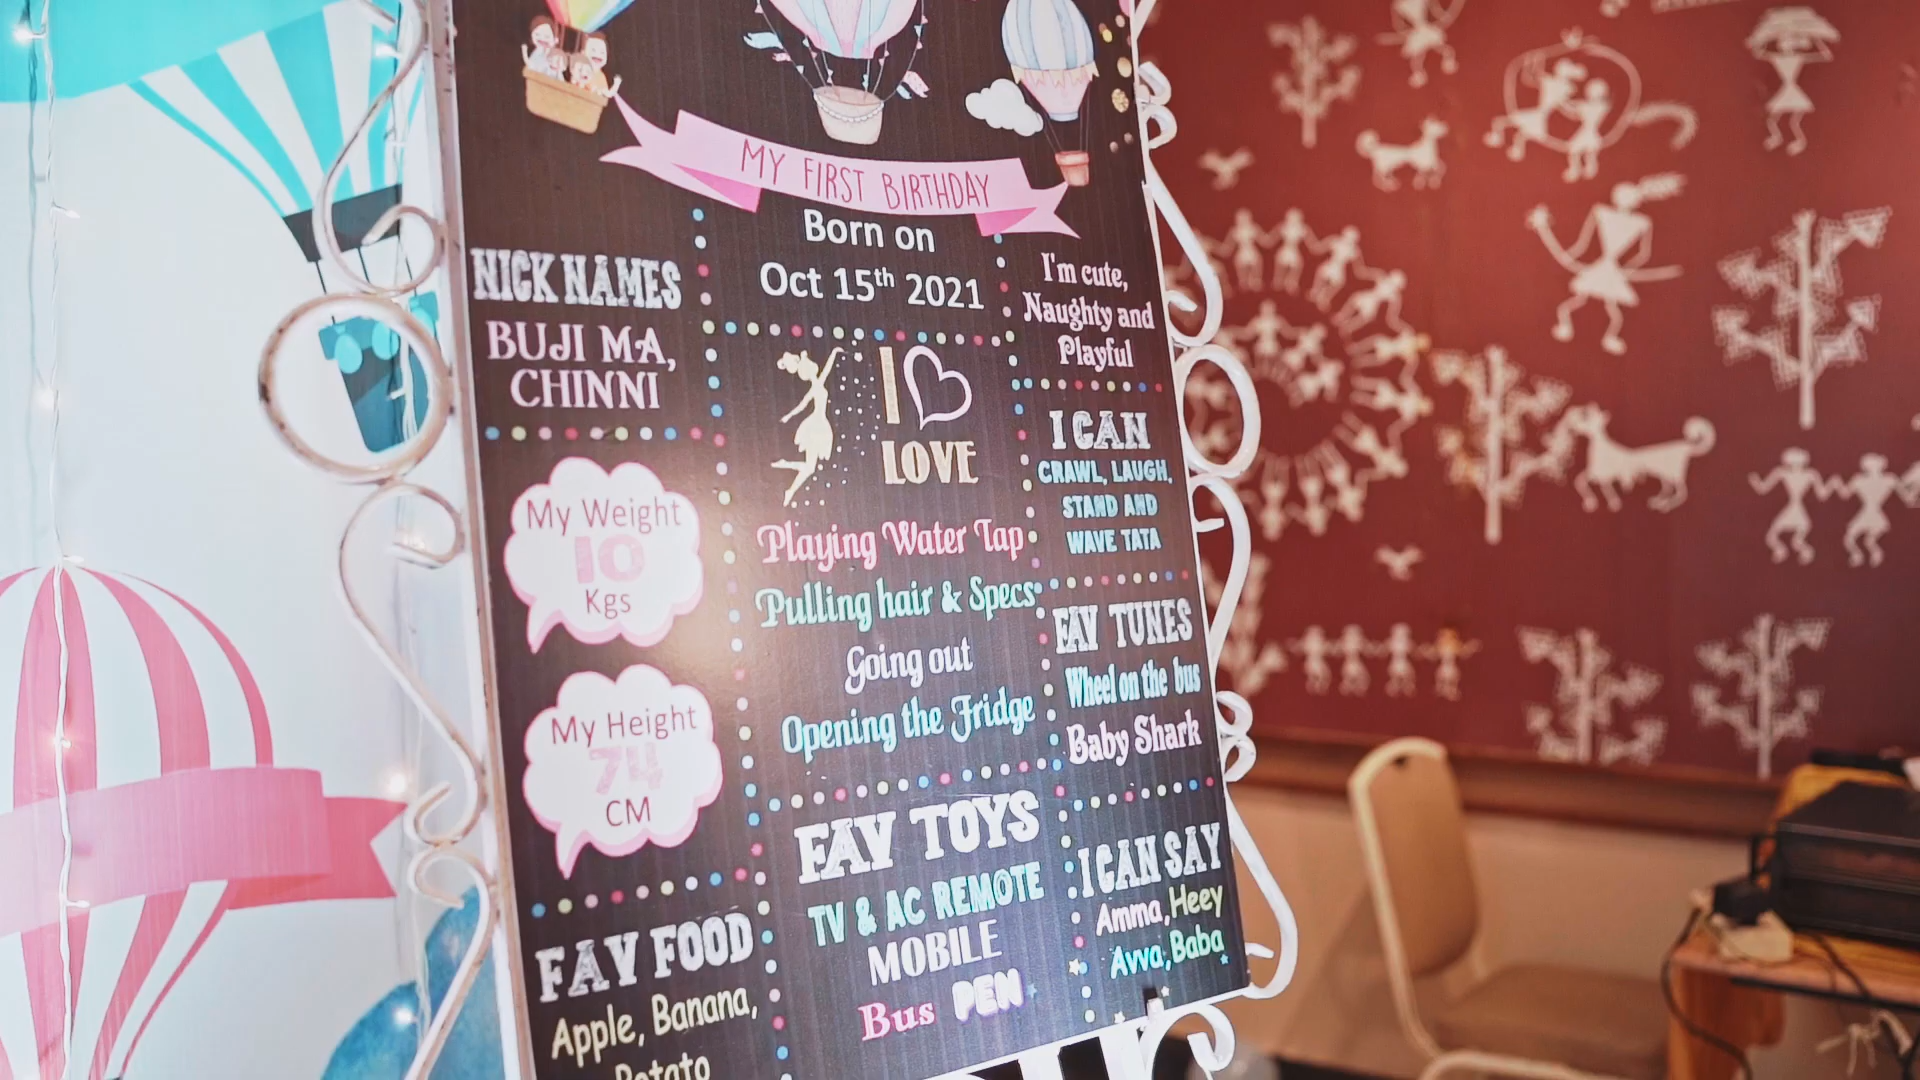 MY FIRST BIRTHDAY
Born on
Oct 15th 2021
NICK NAMES
BUJI MA,
CHINNI
My Weight
10
Kgs
My Height
74
CM
FAV FOOD
Apple, Banana,
Potato
I
LOVE
Playing Water Tap
Pulling hair & Specs
Going out
Opening the Fridge
FAV TOYS
TV & AC REMOTE
MOBILE
Bus PEN
I'm cute,
Naughty and
Playful
I CAN
CRAWL, LAUGH,
STAND AND
WAVE TATA
FAV TUNES
Wheel on the bus
Baby Shark
I CAN SAY
Amma, Heey
Avva, Baba